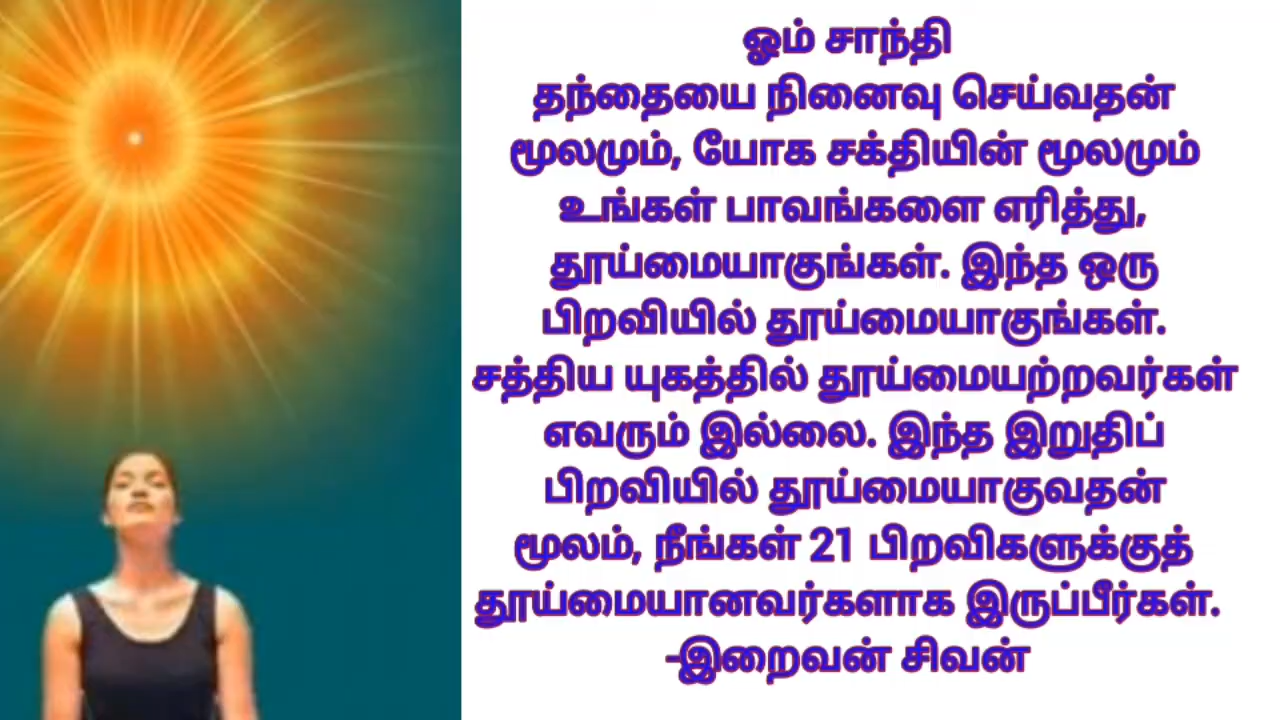 ஓம் சாந்தி
தந்தையை நினைவு செய்வதன்
மூலமும், யோக சக்தியின் மூலமும்
உங்கள் பாவங்களை எரித்து,
தூய்மையாகுங்கள். இந்த ஒரு
பிறவியில் தூய்மையாகுங்கள்.
சத்திய யுகத்தில் தூய்மையற்றவர்கள்
எவரும் இல்லை. இந்த இறுதிப்
பிறவியில் தூய்மையாகுவதன்
மூலம், நீங்கள் 21 பிறவிகளுக்குத்
தூய்மையானவர்களாக இருப்பீர்கள்.
-இறைவன் சிவன்